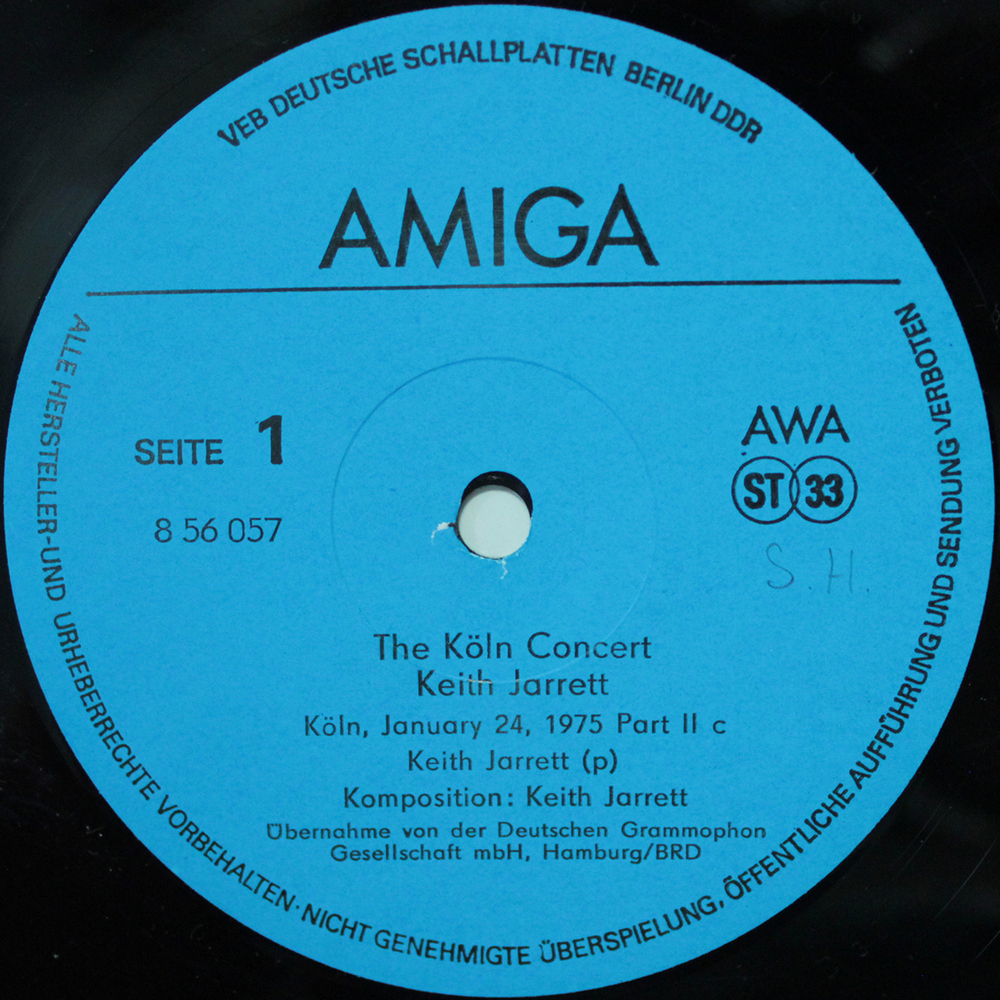 VEB DEUTSCHE SCHALLPLATTEN BERLIN DDR
AMIGA
SEITE 1
8 56 057
AWA
ST 33
S. H.
The Köln Concert
Keith Jarrett
Köln, January 24, 1975 Part II c
Keith Jarrett (p)
Komposition: Keith Jarrett
Übernahme von der Deutschen Grammophon
Gesellschaft mbH, Hamburg/BRD
ALLE HERSTELLER-UND URHEBERRECHTE VORBEHALTEN · NICHT GENEHMIGTE ÜBERSPIELUNG, ÖFFENTLICHE AUFFÜHRUNG UND SENDUNG VERBOTEN